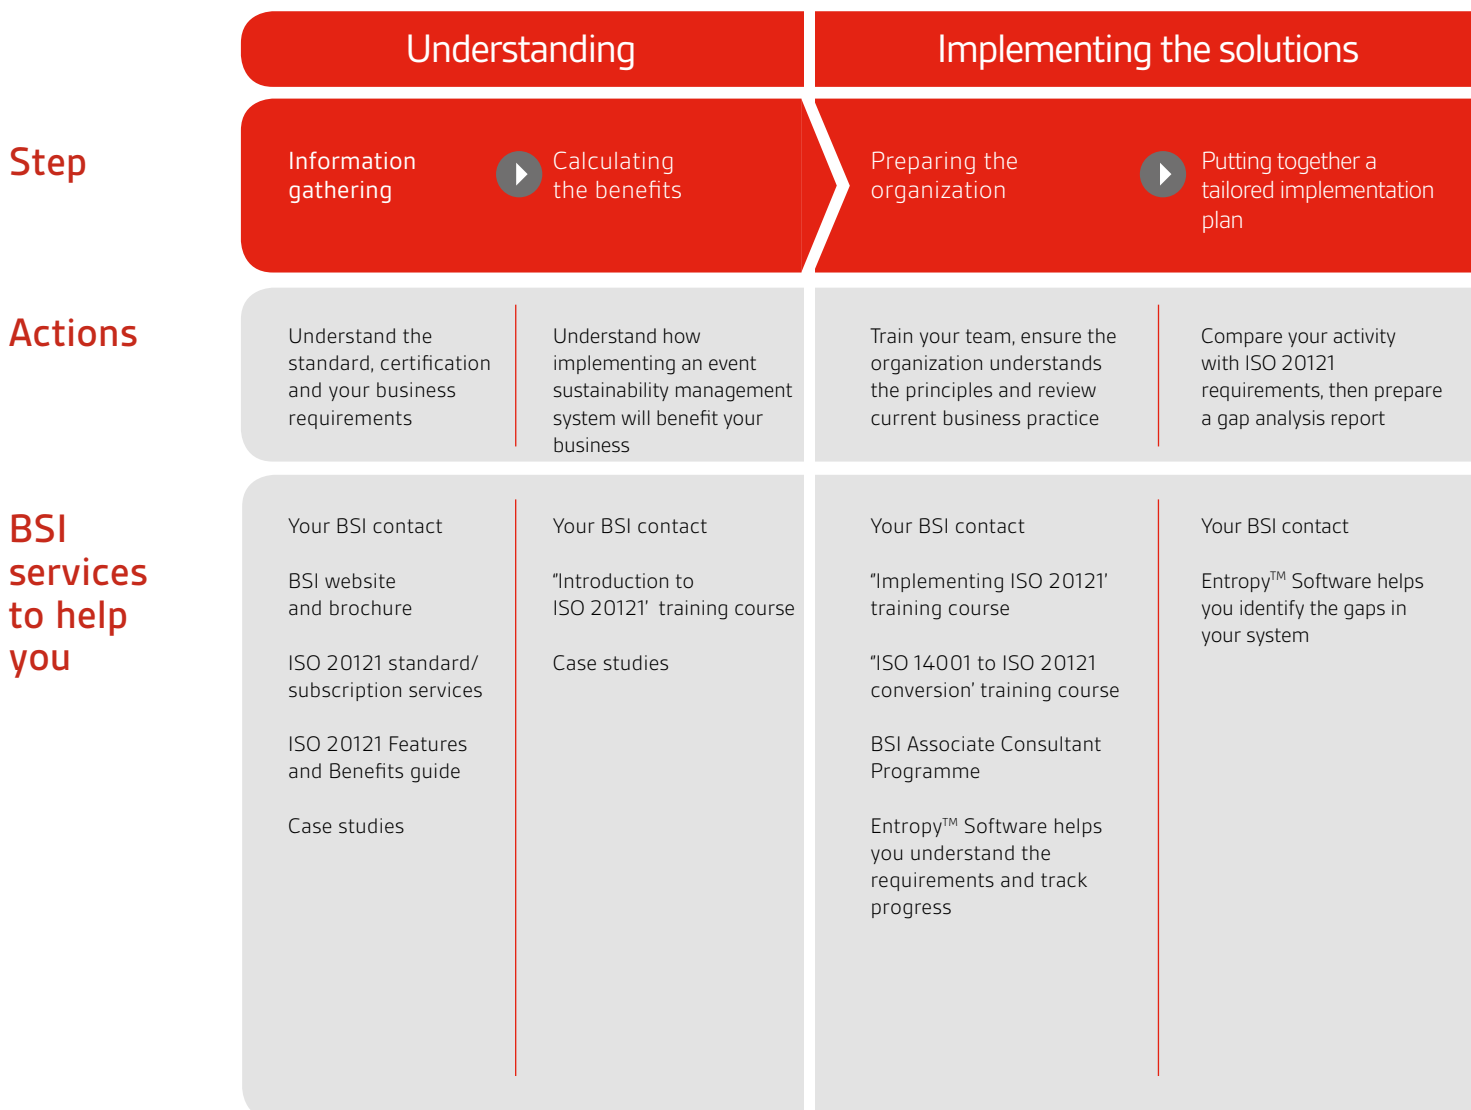 Understanding
Implementing the solutions
Step
Information
gathering
Calculating
the benefits
Preparing the
organization
Putting together a
tailored implementation
plan
Actions
Understand the
standard, certification
and your business
requirements
Understand how
implementing an event
sustainability management
system will benefit your
business
Train your team, ensure the
organization understands
the principles and review
current business practice
Compare your activity
with ISO 20121
requirements, then prepare
a gap analysis report
BSI
services
to help
you
Your BSI contact
BSI website
and brochure
ISO 20121 standard/
subscription services
ISO 20121 Features
and Benefits guide
Case studies
Your BSI contact
“Introduction to
ISO 20121’ training course
Case studies
Your BSI contact
“Implementing ISO 20121’
training course
“ISO 14001 to ISO 20121
conversion’ training course
BSI Associate Consultant
Programme
Entropy™ Software helps
you understand the
requirements and track
progress
Your BSI contact
Entropy™ Software helps
you identify the gaps in
your system